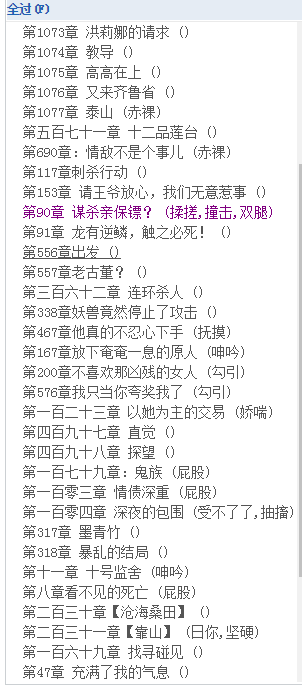 全过(F)
第1073章 洪莉娜的请求 ()
第1074章 教导 ()
第1075章 高高在上 ()
第1076章 又来齐鲁省 ()
第1077章 泰山 (赤裸)
第五百七十一章 十二品莲台 ()
第690章：情敌不是个事儿 (赤裸)
第117章刺杀行动 ()
第153章 请王爷放心，我们无意惹事 ()
第90章 谋杀亲保镖？ (揉搓,撞击,双腿)
第91章 龙有逆鳞，触之必死！ ()
第556章出发 ()
第557章老古董？ ()
第三百六十二章 连环杀人 ()
第338章妖兽竟然停止了攻击 ()
第467章他真的不忍心下手 (抚摸)
第167章放下奄奄一息的原人 (呻吟)
第200章不喜欢那凶残的女人 (勾引)
第576章我只当你夸奖我了 (勾引)
第一百二十三章 以她为主的交易 (娇喘)
第四百九十七章 直觉 ()
第四百九十八章 探望 ()
第一百七十九章：鬼族 (屁股)
第一百零三章 情债深重 (屁股)
第一百零四章 深夜的包围 (受不了了,抽搐)
第317章 墨青竹 ()
第318章 暴乱的结局 ()
第十一章 十号监舍 (呻吟)
第八章看不见的死亡 (屁股)
第二百三十章【沧海桑田】 ()
第二百三十一章【靠山】 (日你,坚硬)
第一百六十九章 找寻碰见 ()
第47章 充满了我的气息 ()